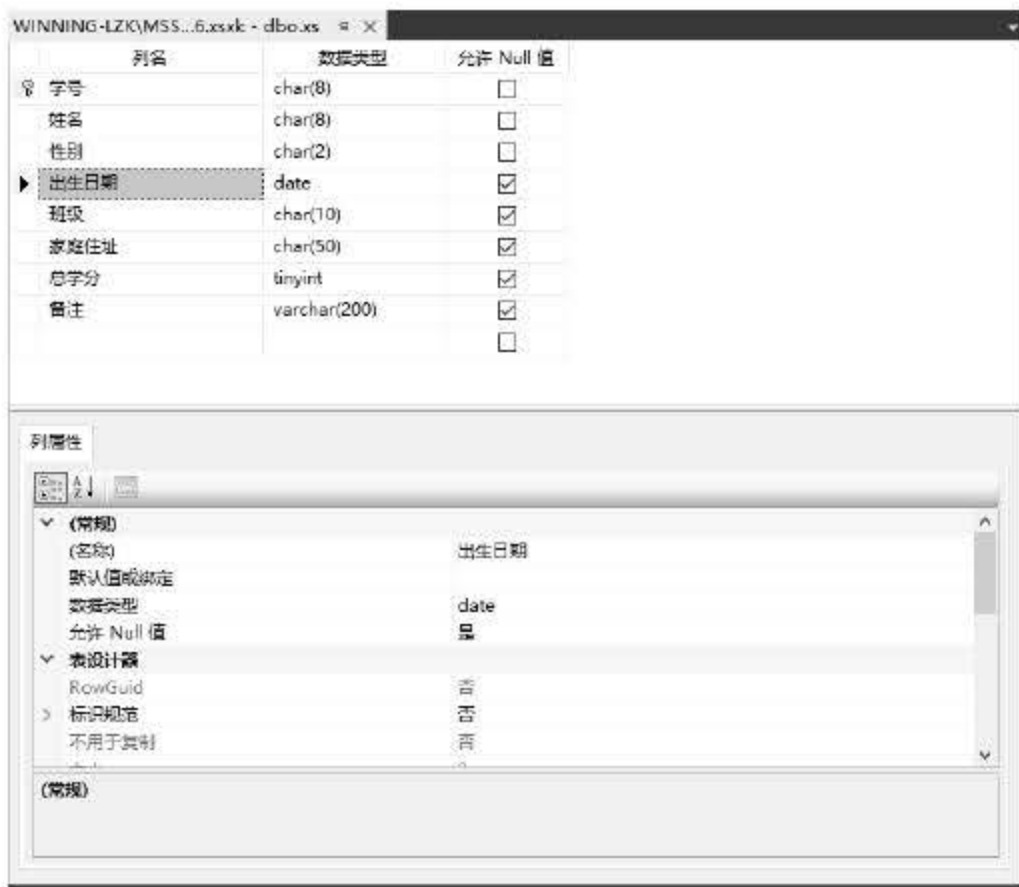 WINNING-LZK\MSS...6.xsxk - dbo.xs
列名 数据类型 允许 Null 值
学号 char(8)
姓名 char(8)
性别 char(2)
出生日期 date
班级 char(10)
家庭住址 char(50)
总学分 tinyint
备注 varchar(200)
列属性
(常规)
(名称) 出生日期
默认值或绑定
数据类型 date
允许 Null 值 是
表设计器
RowGuid 否
标识规范 否
不用于复制 否
(常规)